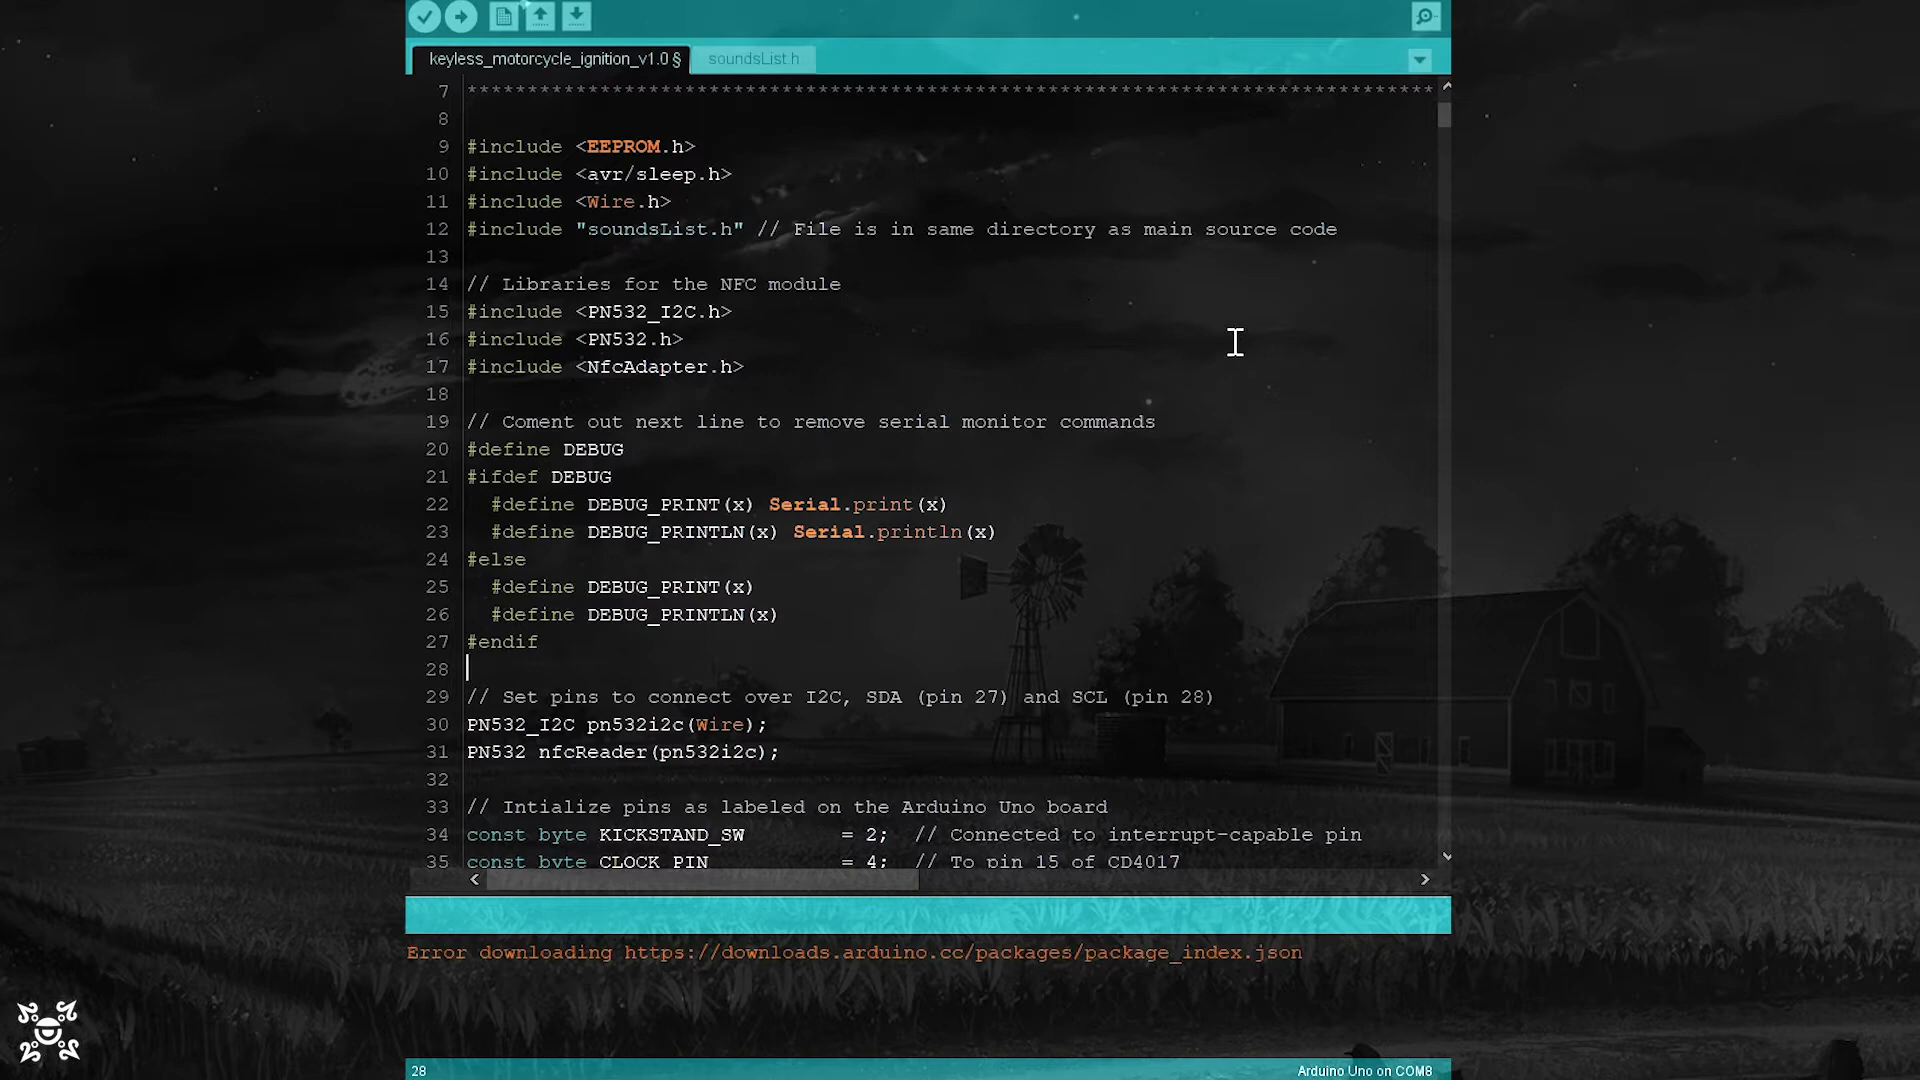 keyless_motorcycle_ignition_v1.0 §
soundsList.h
7 ********************************************************************************
8
9 #include <EEPROM.h>
10 #include <avr/sleep.h>
11 #include <Wire.h>
12 #include "soundsList.h" // File is in same directory as main source code
13
14 // Libraries for the NFC module
15 #include <PN532_I2C.h>
16 #include <PN532.h>
17 #include <NfcAdapter.h>
18
19 // Coment out next line to remove serial monitor commands
20 #define DEBUG
21 #ifdef DEBUG
22   #define DEBUG_PRINT(x) Serial.print(x)
23   #define DEBUG_PRINTLN(x) Serial.println(x)
24 #else
25   #define DEBUG_PRINT(x)
26   #define DEBUG_PRINTLN(x)
27 #endif
28
29 // Set pins to connect over I2C, SDA (pin 27) and SCL (pin 28)
30 PN532_I2C pn532i2c(Wire);
31 PN532 nfcReader(pn532i2c);
32
33 // Intialize pins as labeled on the Arduino Uno board
34 const byte KICKSTAND_SW        = 2;  // Connected to interrupt-capable pin
35 const byte CLOCK_PIN           = 4;  // To pin 15 of CD4017
Error downloading https://downloads.arduino.cc/packages/package_index.json
28
Arduino Uno on COM8